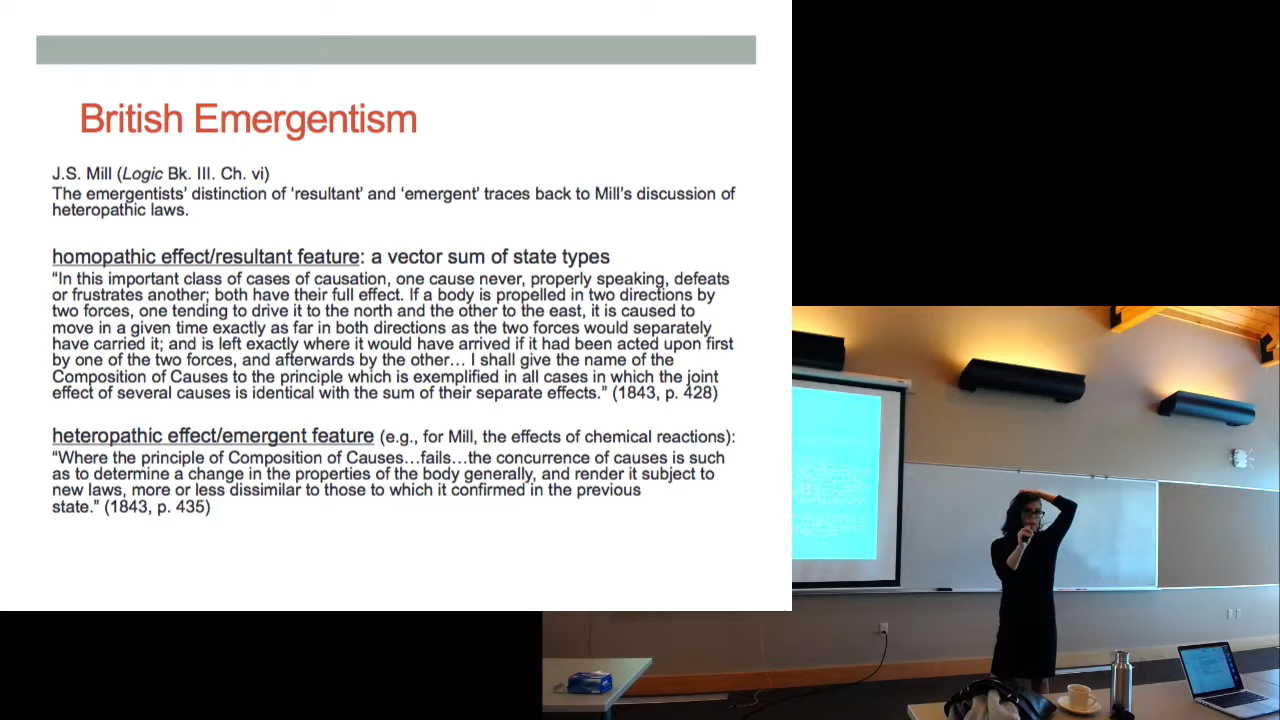 British Emergentism
J.S. Mill (Logic Bk. III. Ch. vi)
The emergentists' distinction of 'resultant' and 'emergent' traces back to Mill's discussion of
heteropathic laws.
homopathic effect/resultant feature: a vector sum of state types
“In this important class of cases of causation, one cause never, properly speaking, defeats
or frustrates another; both have their full effect. If a body is propelled in two directions by
two forces, one tending to drive it to the north and the other to the east, it is caused to
move in a given time exactly as far in both directions as the two forces would separately
have carried it; and is left exactly where it would have arrived if it had been acted upon first
by one of the two forces, and afterwards by the other… I shall give the name of the
Composition of Causes to the principle which is exemplified in all cases in which the joint
effect of several causes is identical with the sum of their separate effects.” (1843, p. 428)
heteropathic effect/emergent feature (e.g., for Mill, the effects of chemical reactions):
“Where the principle of Composition of Causes…fails…the concurrence of causes is such
as to determine a change in the properties of the body generally, and render it subject to
new laws, more or less dissimilar to those to which it confirmed in the previous
state.” (1843, p. 435)